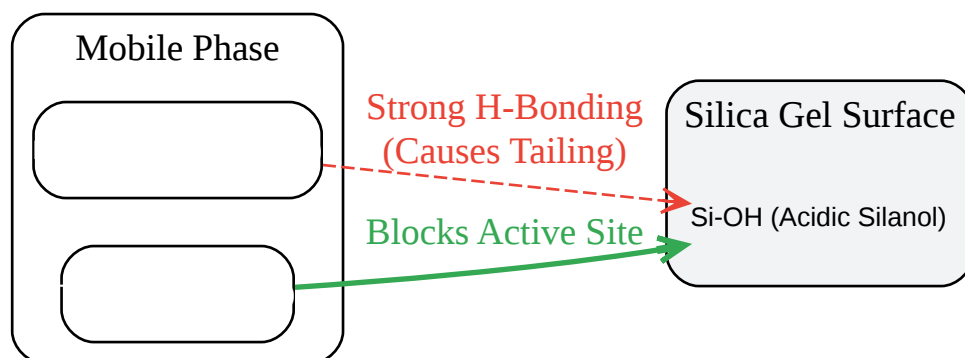 Mobile Phase
Strong H-Bonding
(Causes Tailing)
Blocks Active Site
Silica Gel Surface
Si-OH (Acidic Silanol)